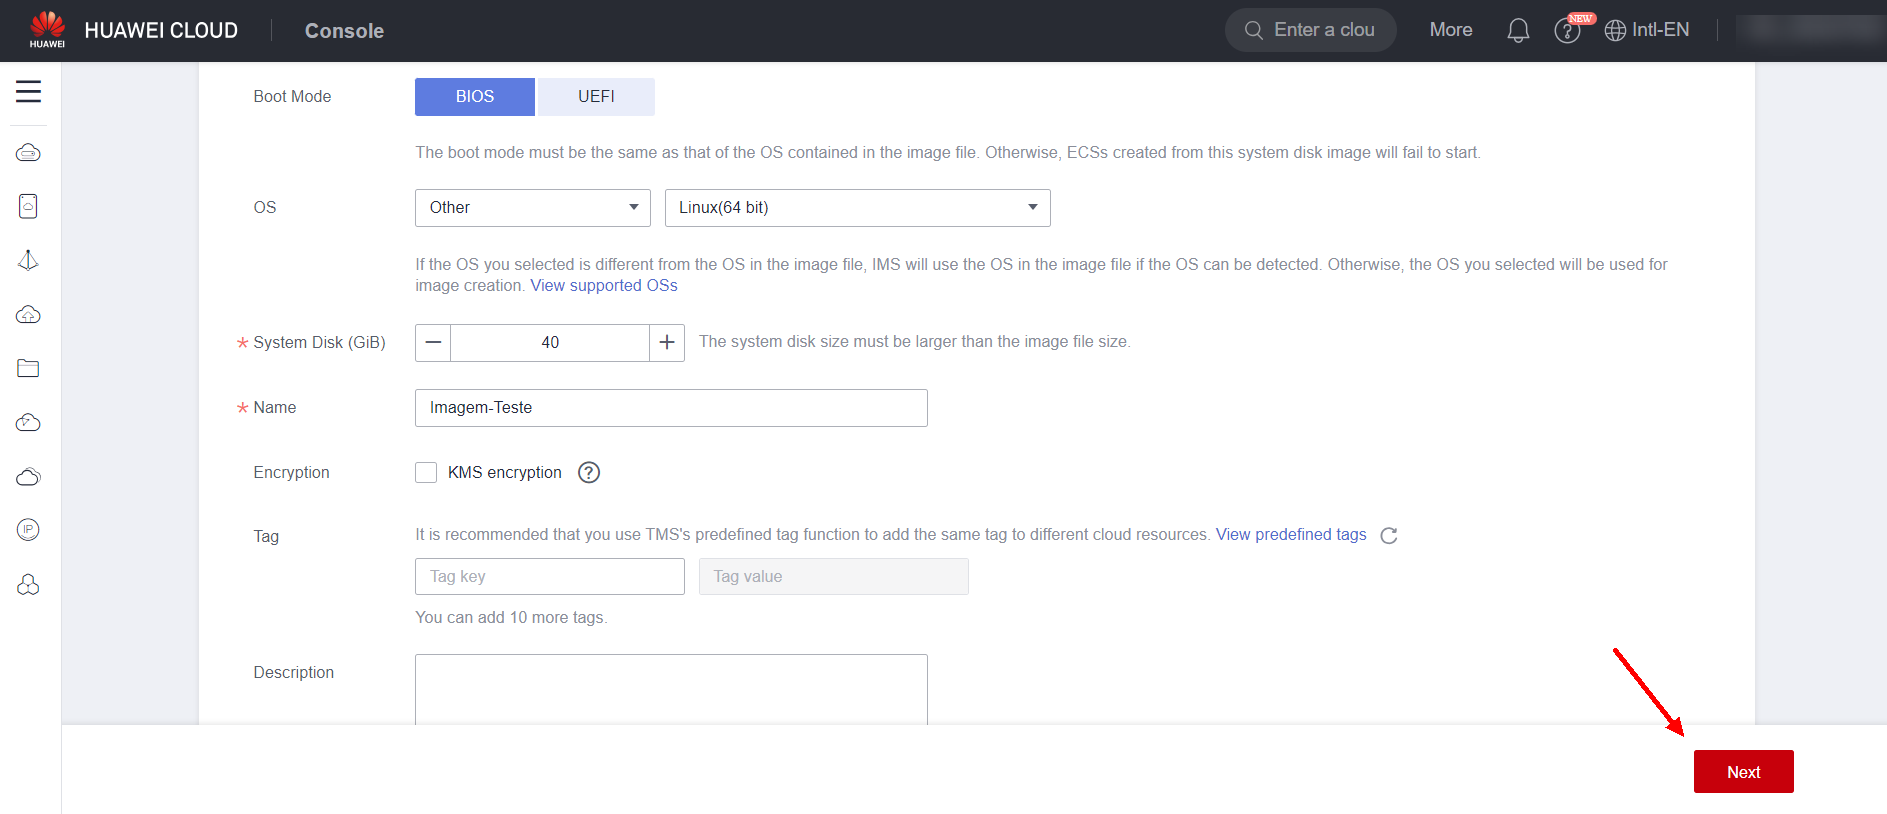 HUAWEI
HUAWEI CLOUD
Console
Enter a clou
More
NEW
?
Intl-EN
Boot Mode
BIOS
UEFI
The boot mode must be the same as that of the OS contained in the image file. Otherwise, ECSs created from this system disk image will fail to start.
OS
Other
Linux(64 bit)
If the OS you selected is different from the OS in the image file, IMS will use the OS in the image file if the OS can be detected. Otherwise, the OS you selected will be used for
image creation. View supported OSs
* System Disk (GiB)
40
The system disk size must be larger than the image file size.
* Name
Imagem-Teste
Encryption
KMS encryption ?
Tag
It is recommended that you use TMS's predefined tag function to add the same tag to different cloud resources. View predefined tags
Tag key
Tag value
You can add 10 more tags.
IP
Description
Next